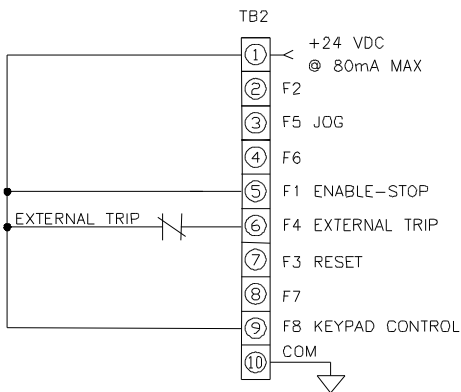 TB2
1 +24 VDC
@ 80mA MAX
2 F2
3 F5 JOG
4 F6
5 F1 ENABLE-STOP
EXTERNAL TRIP 6 F4 EXTERNAL TRIP
7 F3 RESET
8 F7
9 F8 KEYPAD CONTROL
10 COM